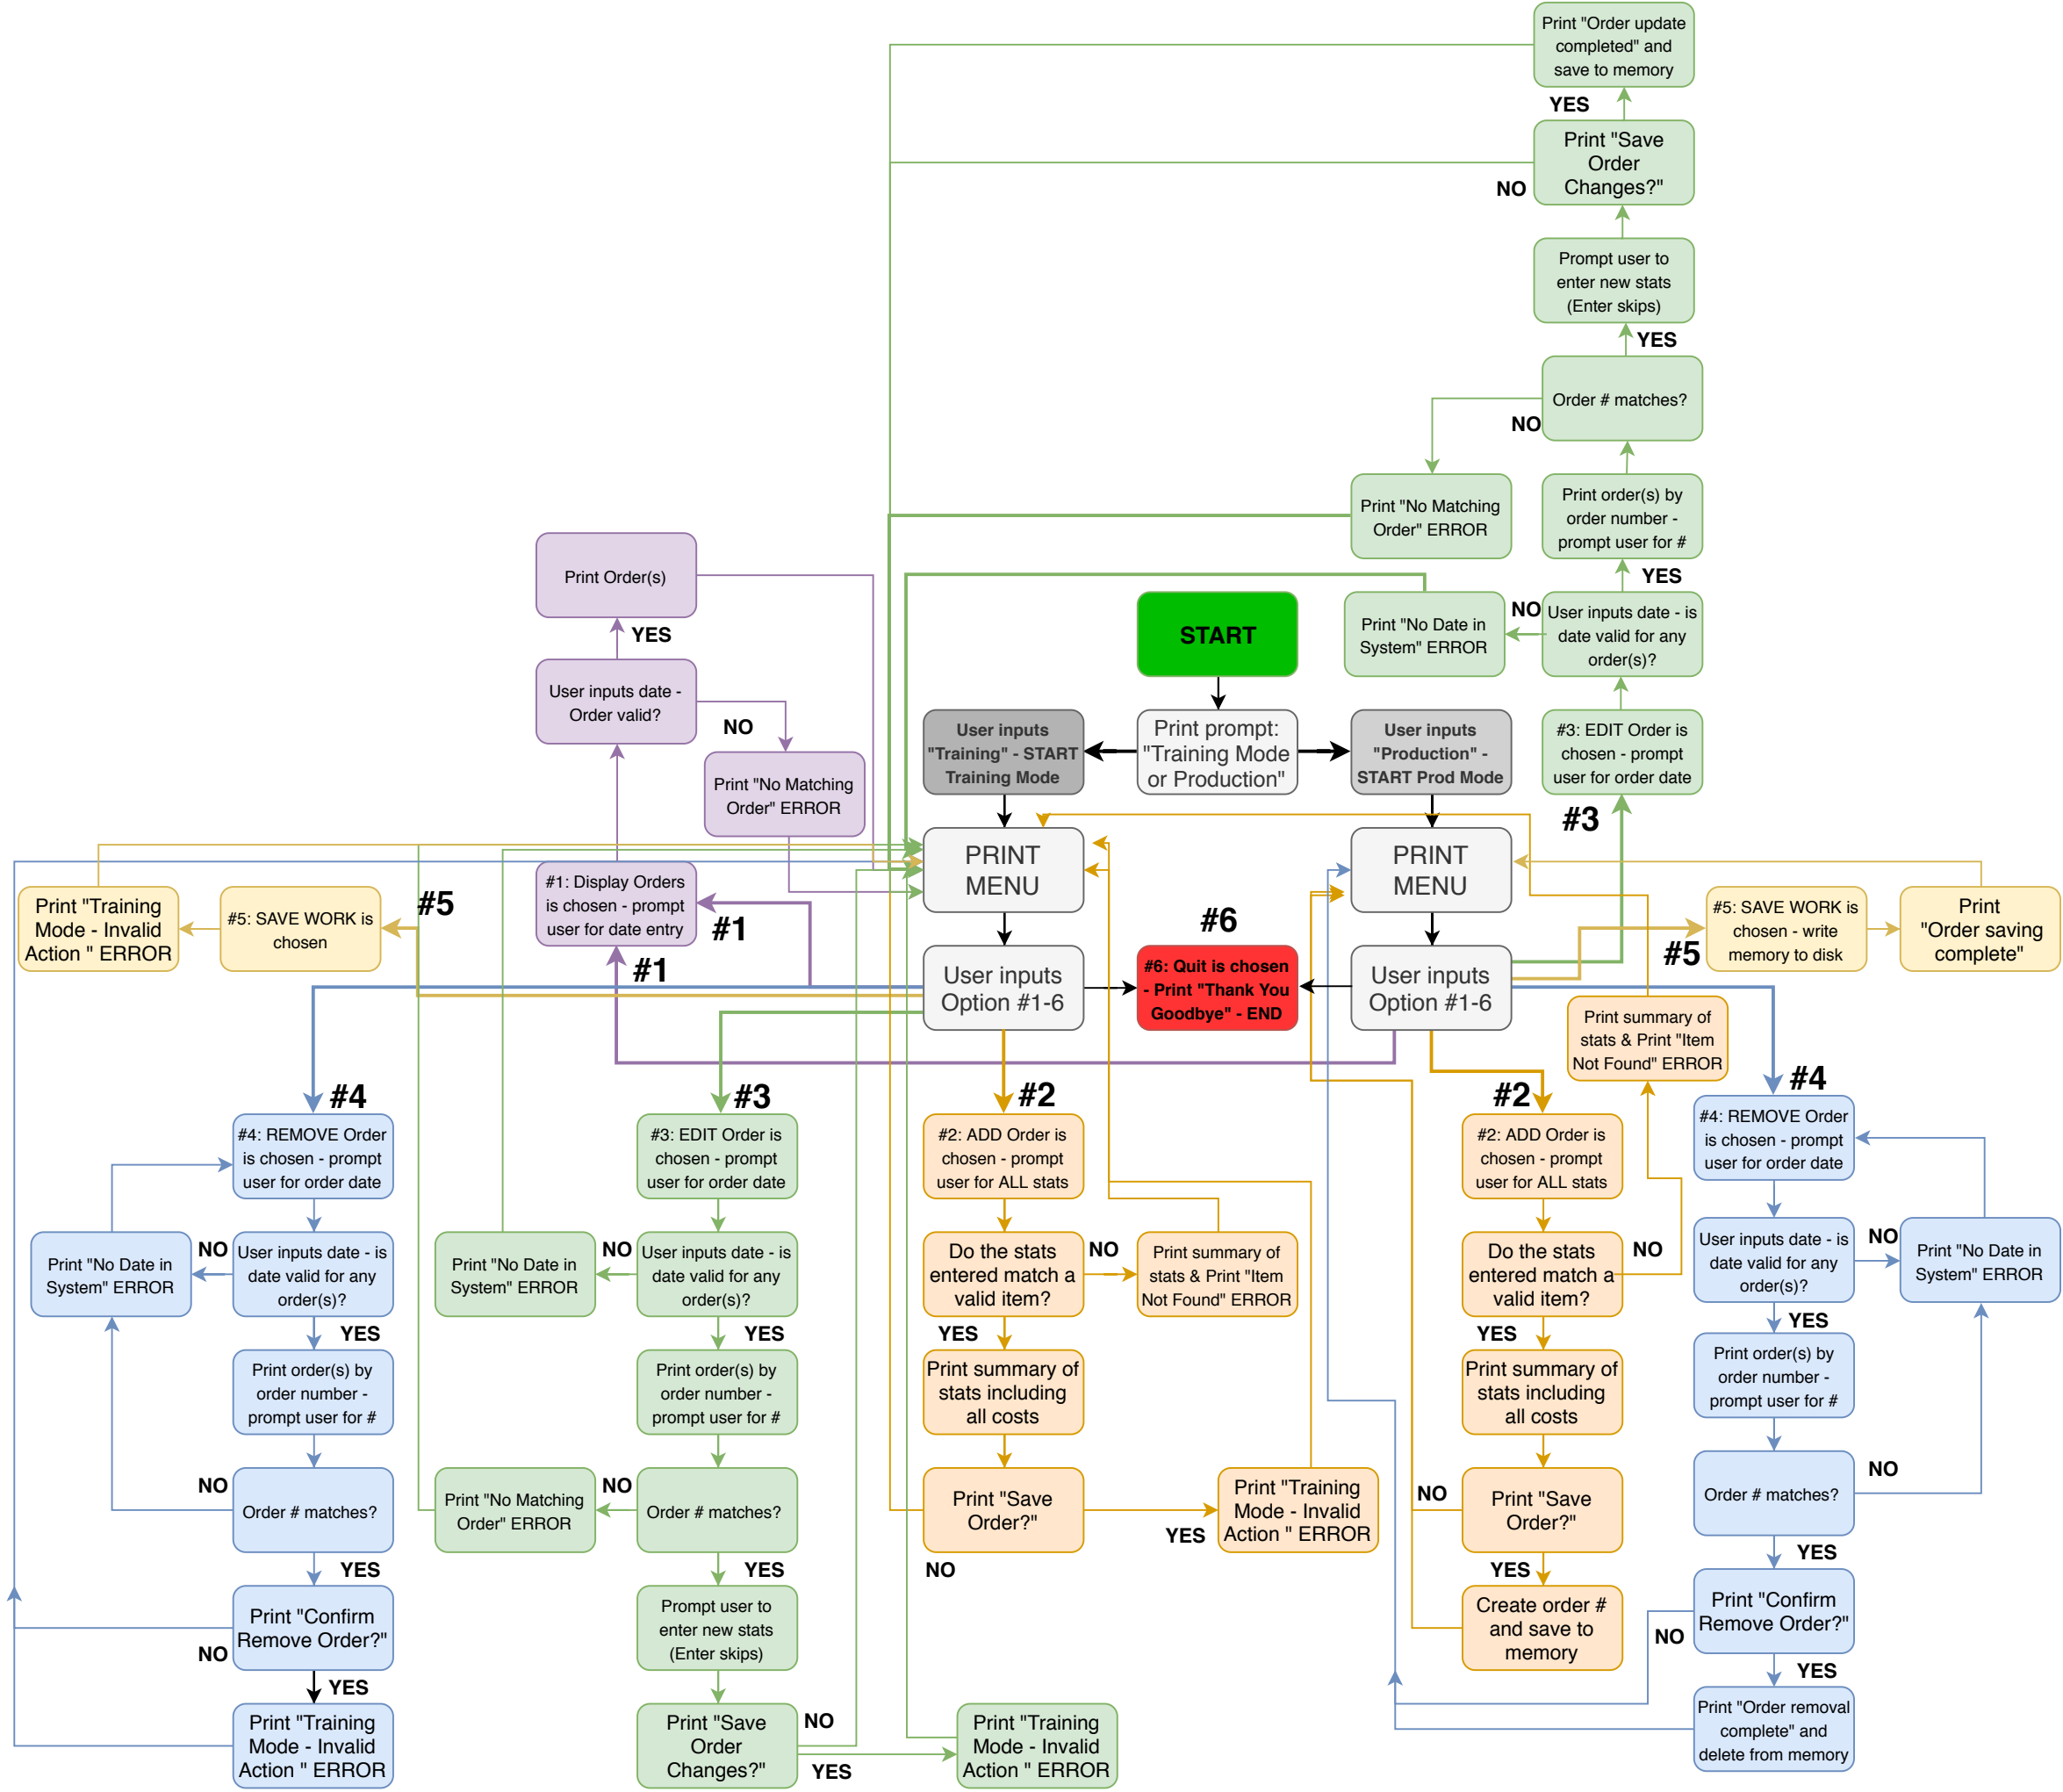 Print "Order update
completed" and
save to memory
YES
Print "Save
Order
Changes?"
NO
Prompt user to
enter new stats
(Enter skips)
YES
Order # matches?
NO
Print "No Matching
Order" ERROR
Print order(s) by
order number -
prompt user for #
YES
Print Order(s)
YES
START
Print "No Date in
System" ERROR
NO
User inputs date - is
date valid for any
order(s)?
User inputs date -
Order valid?
NO
Print "No Matching
Order" ERROR
User inputs
"Training" - START
Training Mode
Print prompt:
"Training Mode
or Production"
User inputs
"Production" -
START Prod Mode
#3: EDIT Order is
chosen - prompt
user for order date
#3
PRINT
MENU
PRINT
MENU
Print "Training
Mode - Invalid
Action " ERROR
#5: SAVE WORK is
chosen
#5
#1: Display Orders
is chosen - prompt
user for date entry
#1
#1
#6
#5: SAVE WORK is
chosen - write
memory to disk
#5
Print
"Order saving
complete"
User inputs
Option #1-6
#6: Quit is chosen
- Print "Thank You
Goodbye" - END
User inputs
Option #1-6
Print summary of
stats & Print "Item
Not Found" ERROR
#4
#3
#2
#2
#4
#4: REMOVE Order
is chosen - prompt
user for order date
#3: EDIT Order is
chosen - prompt
user for order date
#2: ADD Order is
chosen - prompt
user for ALL stats
#2: ADD Order is
chosen - prompt
user for ALL stats
#4: REMOVE Order
is chosen - prompt
user for order date
Print "No Date in
System" ERROR
NO
User inputs date - is
date valid for any
order(s)?
Print "No Date in
System" ERROR
NO
User inputs date - is
date valid for any
order(s)?
Do the stats
entered match a
valid item?
NO
Print summary of
stats & Print "Item
Not Found" ERROR
Do the stats
entered match a
valid item?
NO
User inputs date - is
date valid for any
order(s)?
NO
Print "No Date in
System" ERROR
YES
YES
YES
YES
YES
Print order(s) by
order number -
prompt user for #
Print order(s) by
order number -
prompt user for #
Print summary of
stats including
all costs
Print summary of
stats including
all costs
Print order(s) by
order number -
prompt user for #
NO
Order # matches?
Print "No Matching
Order" ERROR
NO
Order # matches?
Print "Save
Order?"
YES
Print "Training
Mode - Invalid
Action " ERROR
NO
Print "Save
Order?"
Order # matches?
NO
YES
YES
NO
YES
YES
Print "Confirm
Remove Order?"
NO
Prompt user to
enter new stats
(Enter skips)
Create order #
and save to
memory
Print "Confirm
Remove Order?"
NO
YES
YES
Print "Training
Mode - Invalid
Action " ERROR
Print "Save
Order
Changes?"
NO
YES
Print "Training
Mode - Invalid
Action " ERROR
Print "Order removal
complete" and
delete from memory